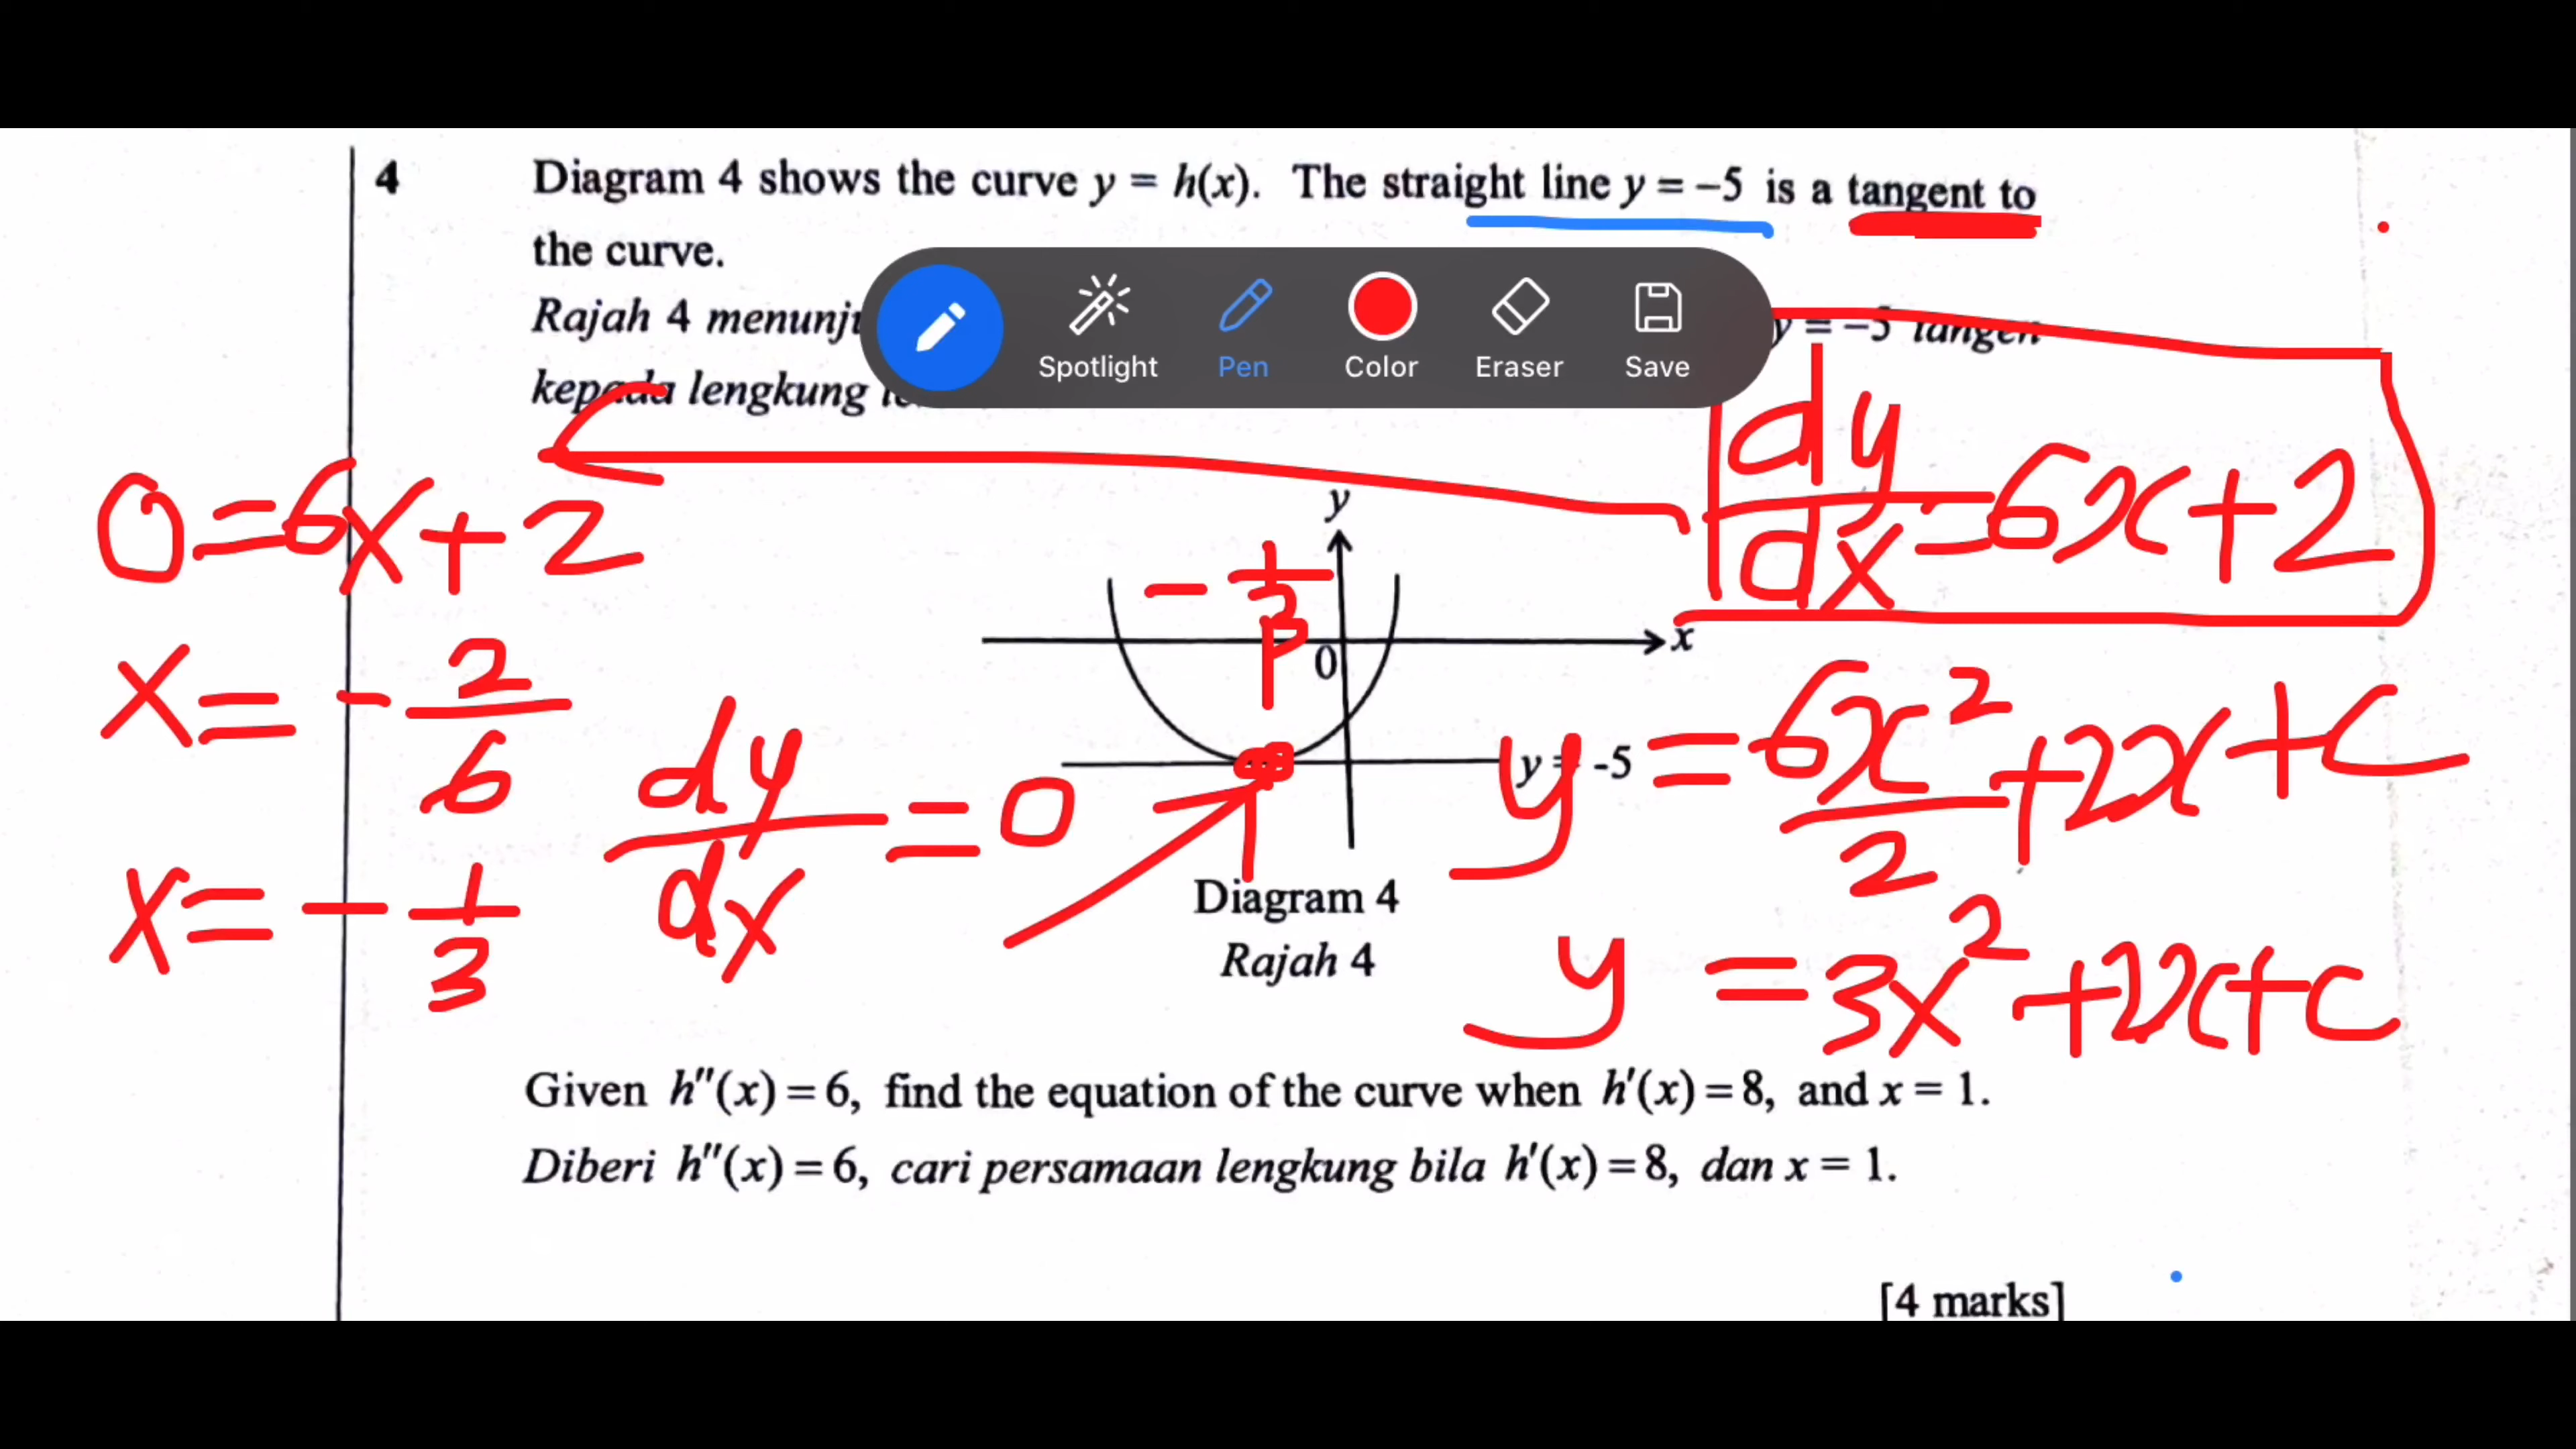 4 Diagram 4 shows the curve y = h(x). The straight line y = −5 is a tangent to
the curve.
Spotlight Pen Color Eraser Save
Rajah 4 y = −5 tangen
kepada lengkung
dy/dx = 6x + 2
0 = 6x + 2
y
− 1/3
x
0
x = − 2/6
y = 6x²/2 + 2x + c
y = -5
dy/dx = 0
x = − 1/3
Diagram 4
Rajah 4
y = 3x² + 2x + c
Given h″(x) = 6, find the equation of the curve when h′(x) = 8, and x = 1.
Diberi h″(x) = 6, cari persamaan lengkung bila h′(x) = 8, dan x = 1.
[4 marks]